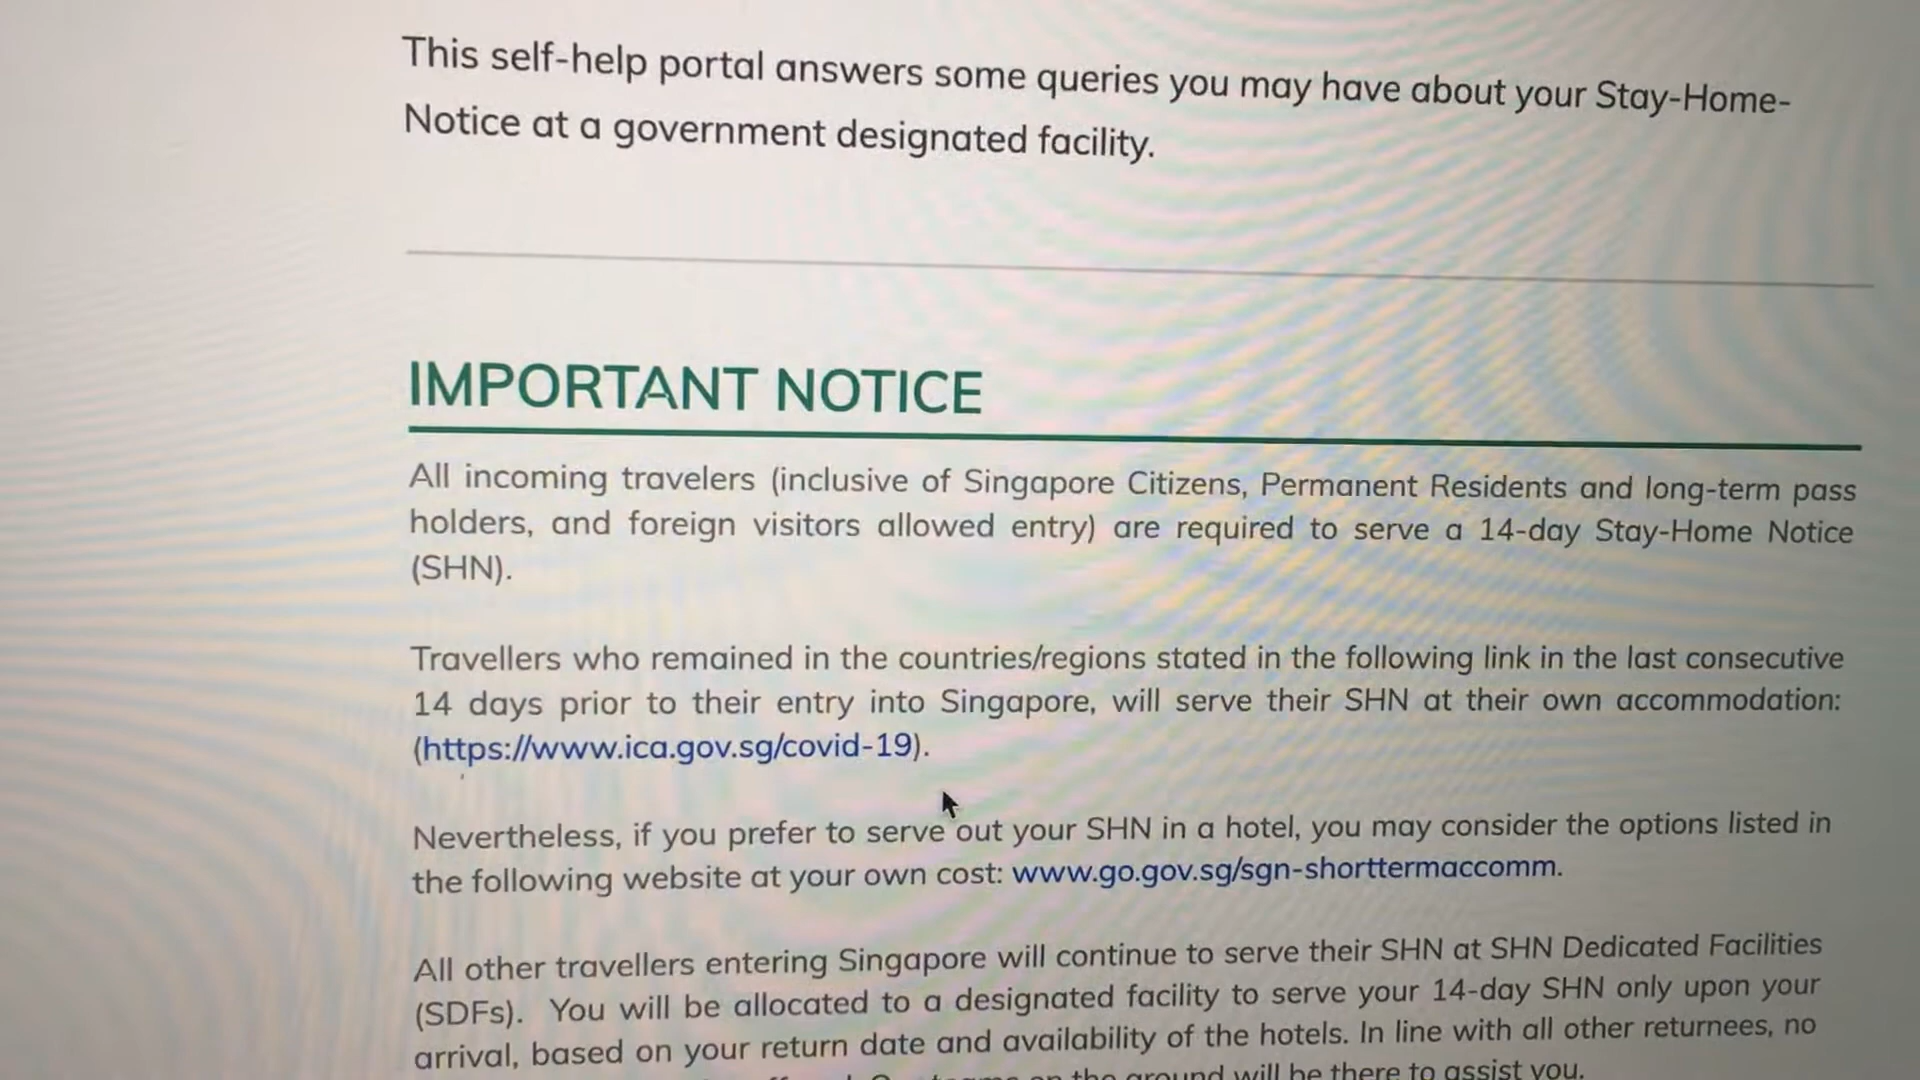 This self-help portal answers some queries you may have about your Stay-Home-
Notice at a government designated facility.
IMPORTANT NOTICE
All incoming travelers (inclusive of Singapore Citizens, Permanent Residents and long-term pass
holders, and foreign visitors allowed entry) are required to serve a 14-day Stay-Home Notice
(SHN).
Travellers who remained in the countries/regions stated in the following link in the last consecutive
14 days prior to their entry into Singapore, will serve their SHN at their own accommodation:
(https://www.ica.gov.sg/covid-19).
Nevertheless, if you prefer to serve out your SHN in a hotel, you may consider the options listed in
the following website at your own cost: www.go.gov.sg/sgn-shorttermaccomm.
All other travellers entering Singapore will continue to serve their SHN at SHN Dedicated Facilities
(SDFs). You will be allocated to a designated facility to serve your 14-day SHN only upon your
arrival, based on your return date and availability of the hotels. In line with all other returnees, no
on the ground will be there to assist you.